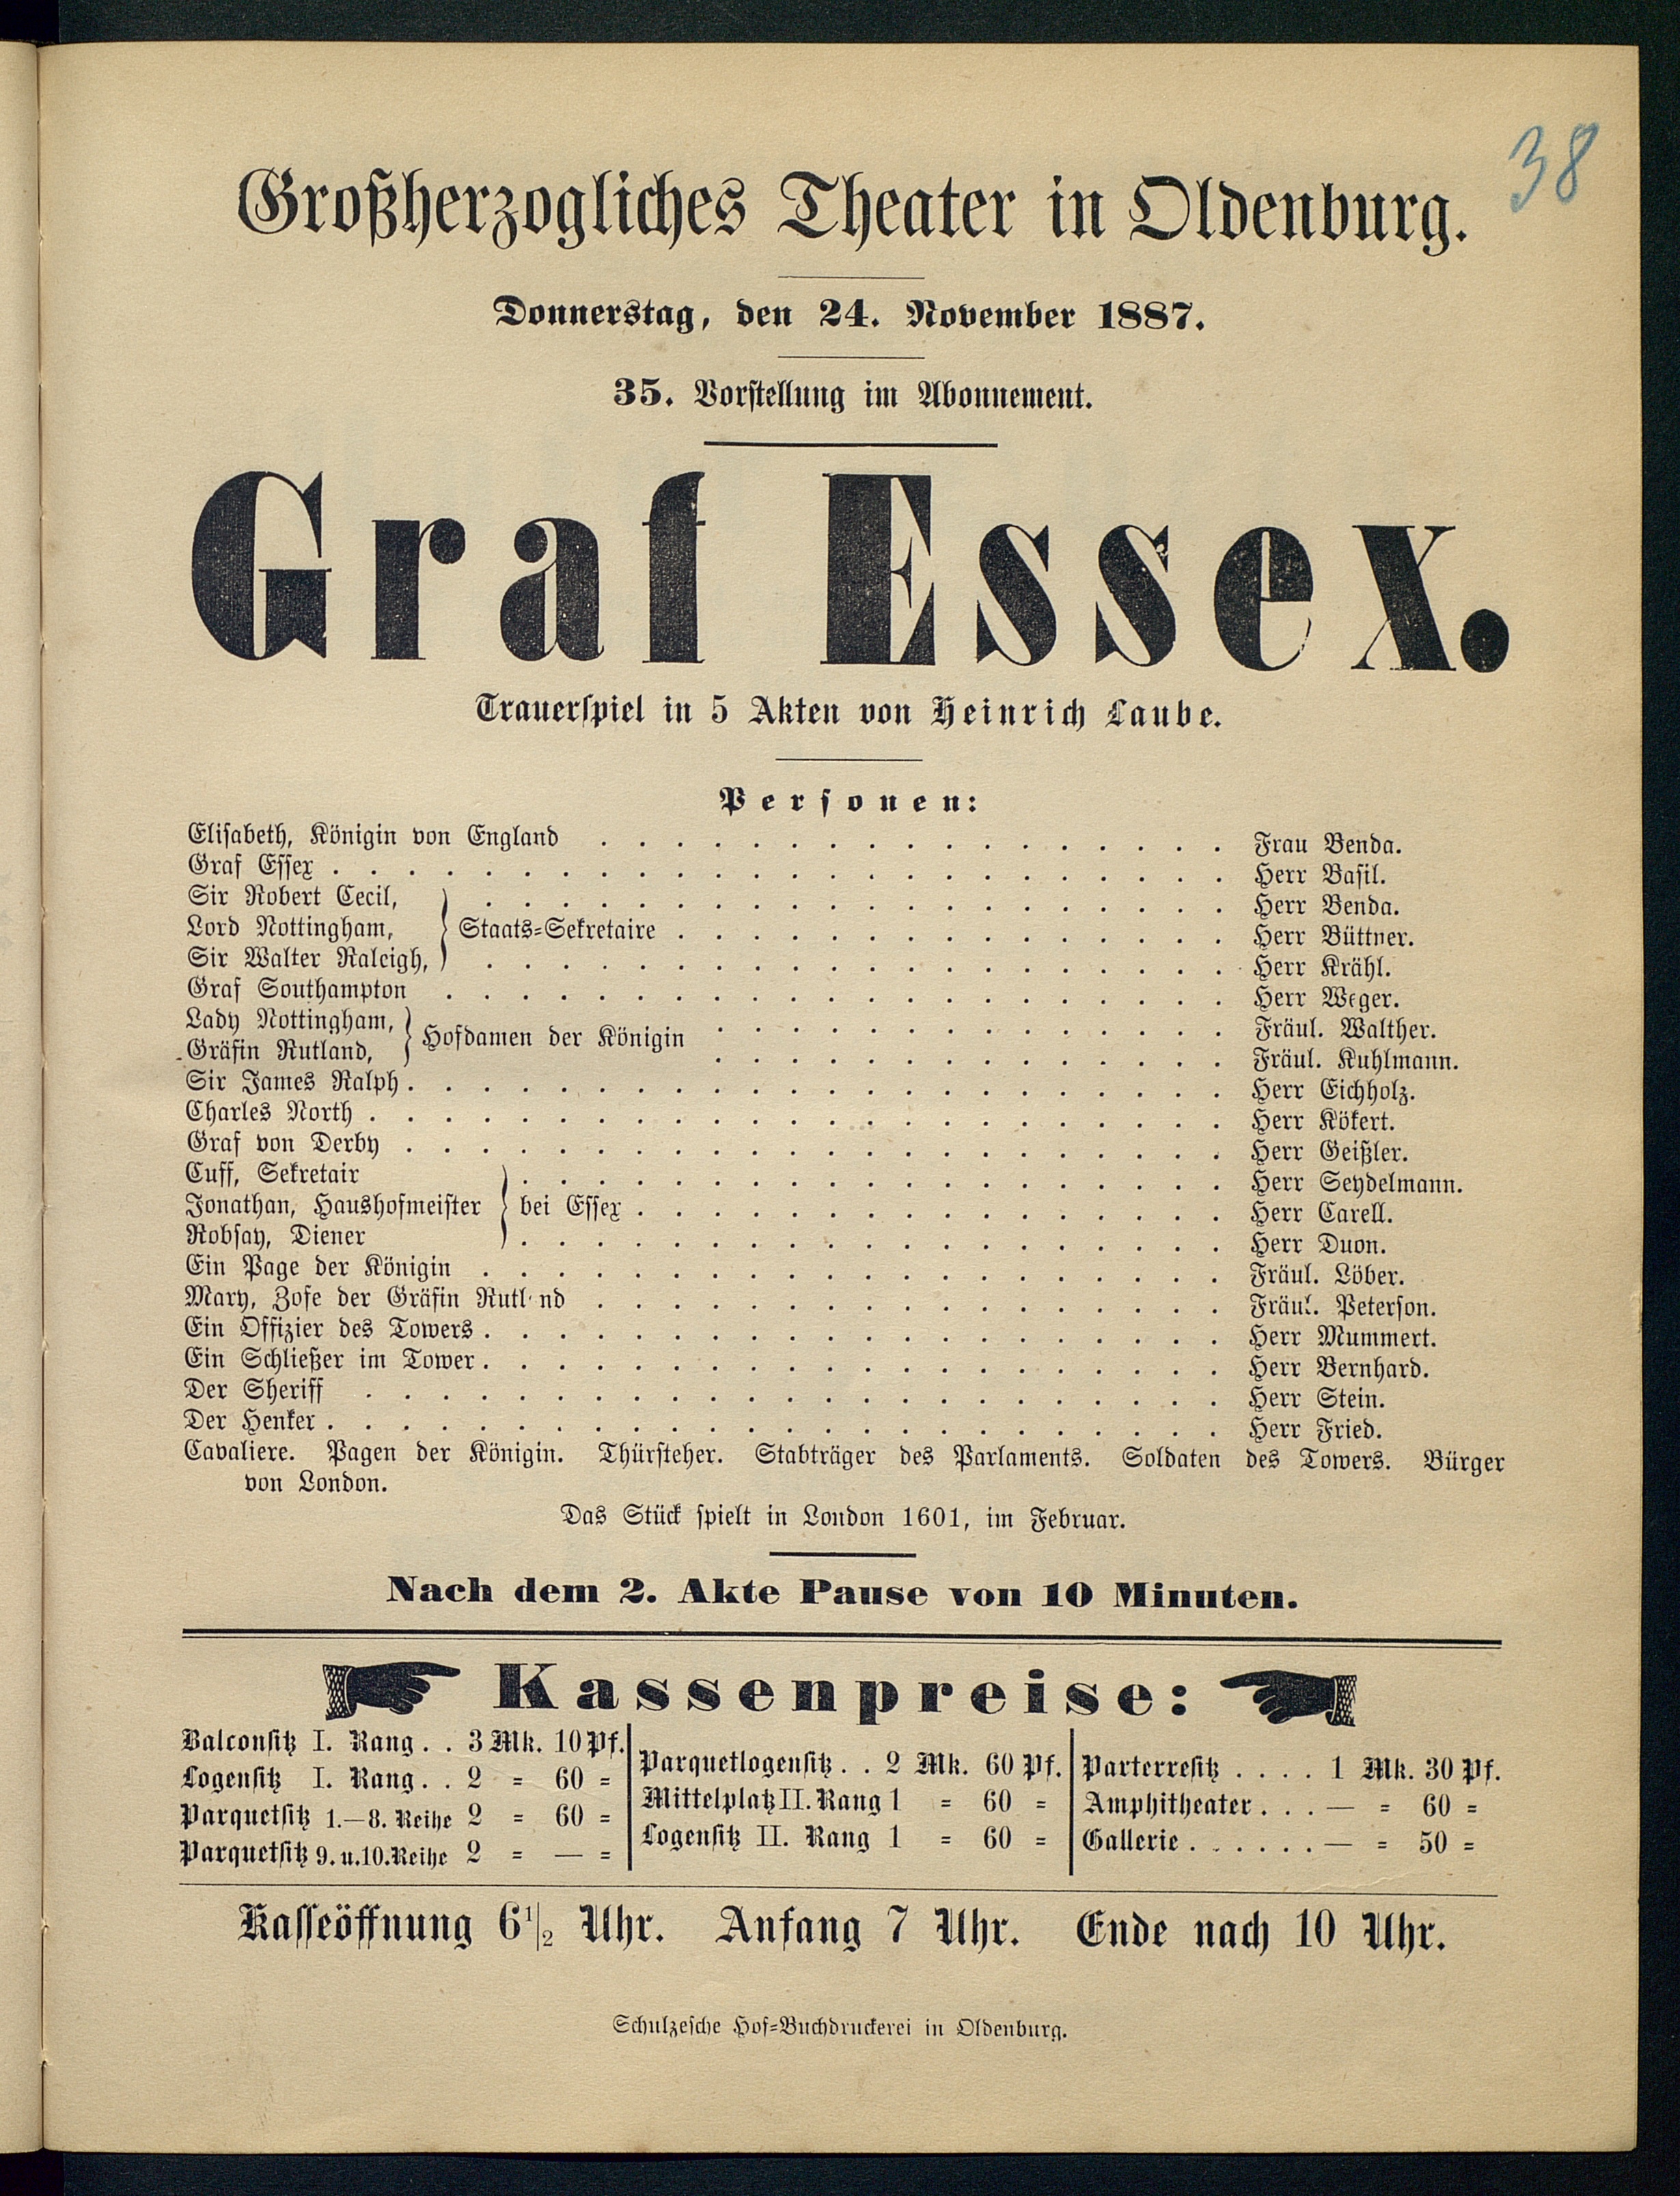 38
Großherzogliches Theater in Oldenburg.
Donnerstag, den 24. November 1887.
35. Vorstellung im Abonnement.
Graf Essex.
Trauerspiel in 5 Akten von Heinrich Laube.
Personen:
Elisabeth, Königin von England . . . . . . . . . . . . . . . . . Frau Benda.
Graf Essex . . . . . . . . . . . . . . . . . . . . . . . . Herr Basil.
Sir Robert Cecil, . . . . . . . . . . . . . . . . . . . . Herr Benda.
Lord Nottingham, } Staats=Sekretaire . . . . . . . . . . . . . . . Herr Büttner.
Sir Walter Raleigh, . . . . . . . . . . . . . . . . . . . . Herr Krähl.
Graf Southampton . . . . . . . . . . . . . . . . . . . . . Herr Weger.
Lady Nottingham, } Hofdamen der Königin . . . . . . . . . . . . . . Fräul. Walther.
Gräfin Rutland, . . . . . . . . . . . . . . Fräul. Kuhlmann.
Sir James Ralph . . . . . . . . . . . . . . . . . . . . . . Herr Eichholz.
Charles North . . . . . . . . . . . . . . . . . . . . . . . Herr Kökert.
Graf von Derby . . . . . . . . . . . . . . . . . . . . . . Herr Geißler.
Cuff, Sekretair . . . . . . . . . . . . . . . . . . . Herr Seydelmann.
Jonathan, Haushofmeister } bei Essex . . . . . . . . . . . . . . . . Herr Carell.
Robsay, Diener . . . . . . . . . . . . . . . . . . . Herr Duon.
Ein Page der Königin . . . . . . . . . . . . . . . . . . . . Fräul. Löber.
Mary, Zofe der Gräfin Rutl nd . . . . . . . . . . . . . . . . . Fräul. Peterson.
Ein Offizier des Towers . . . . . . . . . . . . . . . . . . . . Herr Mummert.
Ein Schließer im Tower . . . . . . . . . . . . . . . . . . . . Herr Bernhard.
Der Sheriff . . . . . . . . . . . . . . . . . . . . . . . Herr Stein.
Der Henker . . . . . . . . . . . . . . . . . . . . . . . . Herr Fried.
Cavaliere. Pagen der Königin. Thürsteher. Stabträger des Parlaments. Soldaten des Towers. Bürger
von London.
Das Stück spielt in London 1601, im Februar.
Nach dem 2. Akte Pause von 10 Minuten.
Kassenpreise:
Balconsitz I. Rang . . 3 Mk. 10 Pf.
Logensitz I. Rang . . 2 = 60 =
Parquetsitz 1.—8. Reihe 2 = 60 =
Parquetsitz 9. u. 10. Reihe 2 = — =
Parquetlogensitz . . 2 Mk. 60 Pf.
Mittelplatz II. Rang 1 = 60 =
Logensitz II. Rang 1 = 60 =
Parterresitz . . . . 1 Mk. 30 Pf.
Amphitheater . . . — = 60 =
Gallerie . . . . . . — = 50 =
Kasseöffnung 6 1/2 Uhr. Anfang 7 Uhr. Ende nach 10 Uhr.
Schulzesche Hof=Buchdruckerei in Oldenburg.